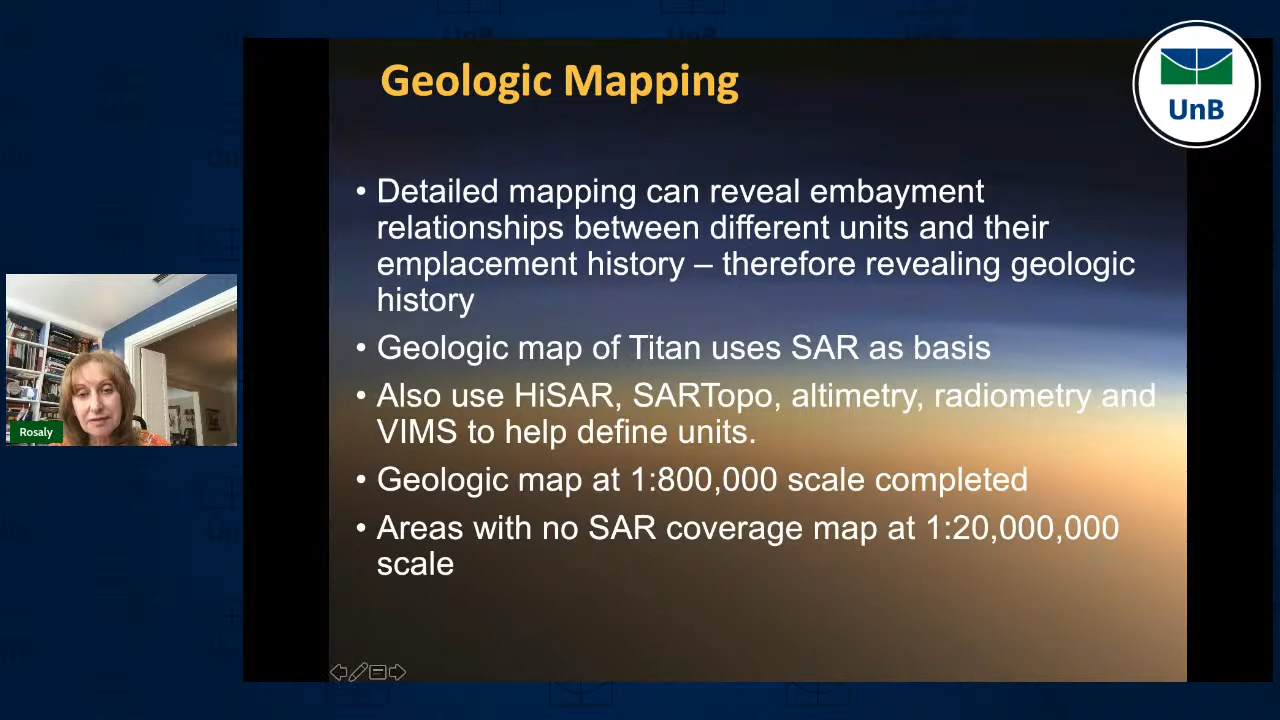 Geologic Mapping
UnB
• Detailed mapping can reveal embayment
relationships between different units and their
emplacement history – therefore revealing geologic
history
• Geologic map of Titan uses SAR as basis
• Also use HiSAR, SARTopo, altimetry, radiometry and
VIMS to help define units.
• Geologic map at 1:800,000 scale completed
• Areas with no SAR coverage map at 1:20,000,000
scale
Rosaly